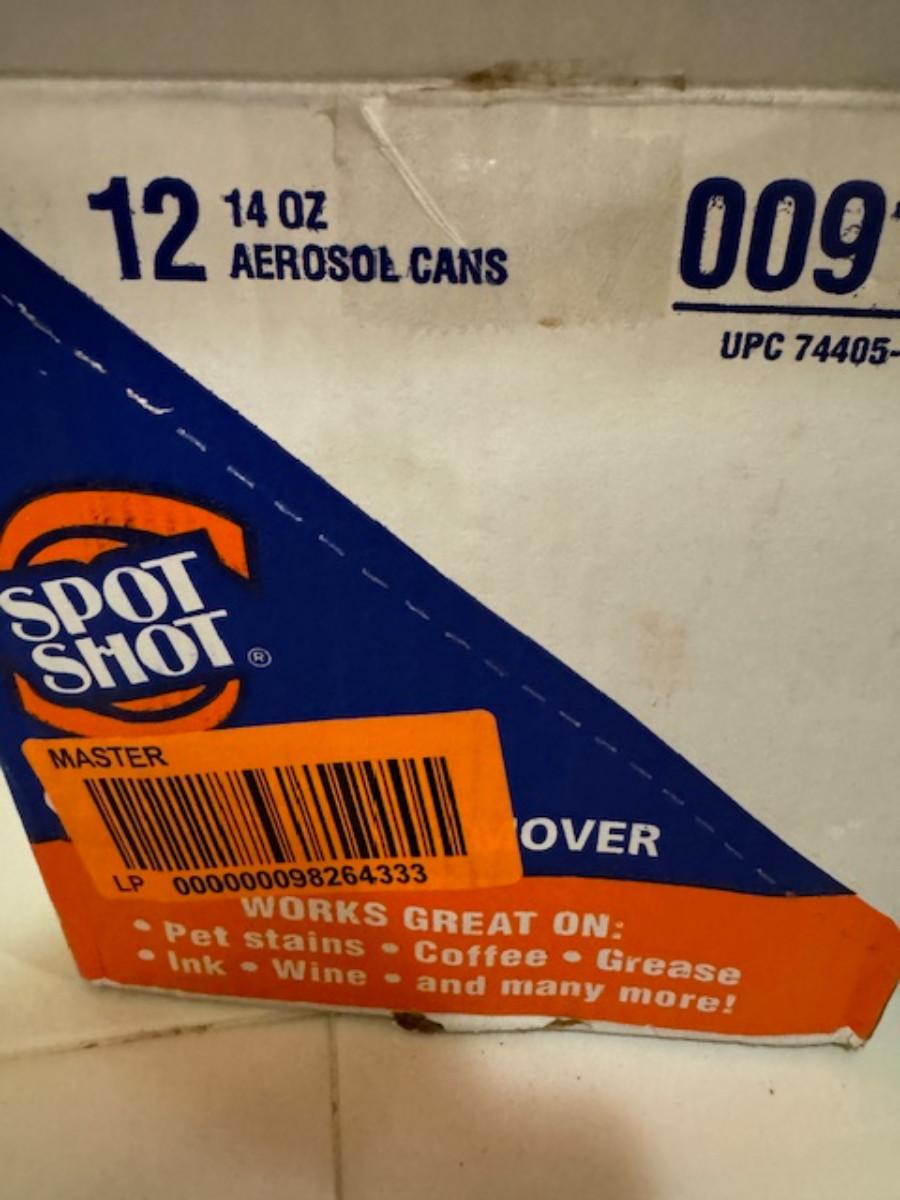 12 14 OZ
AEROSOL CANS
009
UPC 74405-
SPOT
SHOT®
MASTER
LP 000000098264333
OVER
WORKS GREAT ON:
• Pet stains • Coffee • Grease
• Ink • Wine • and many more!